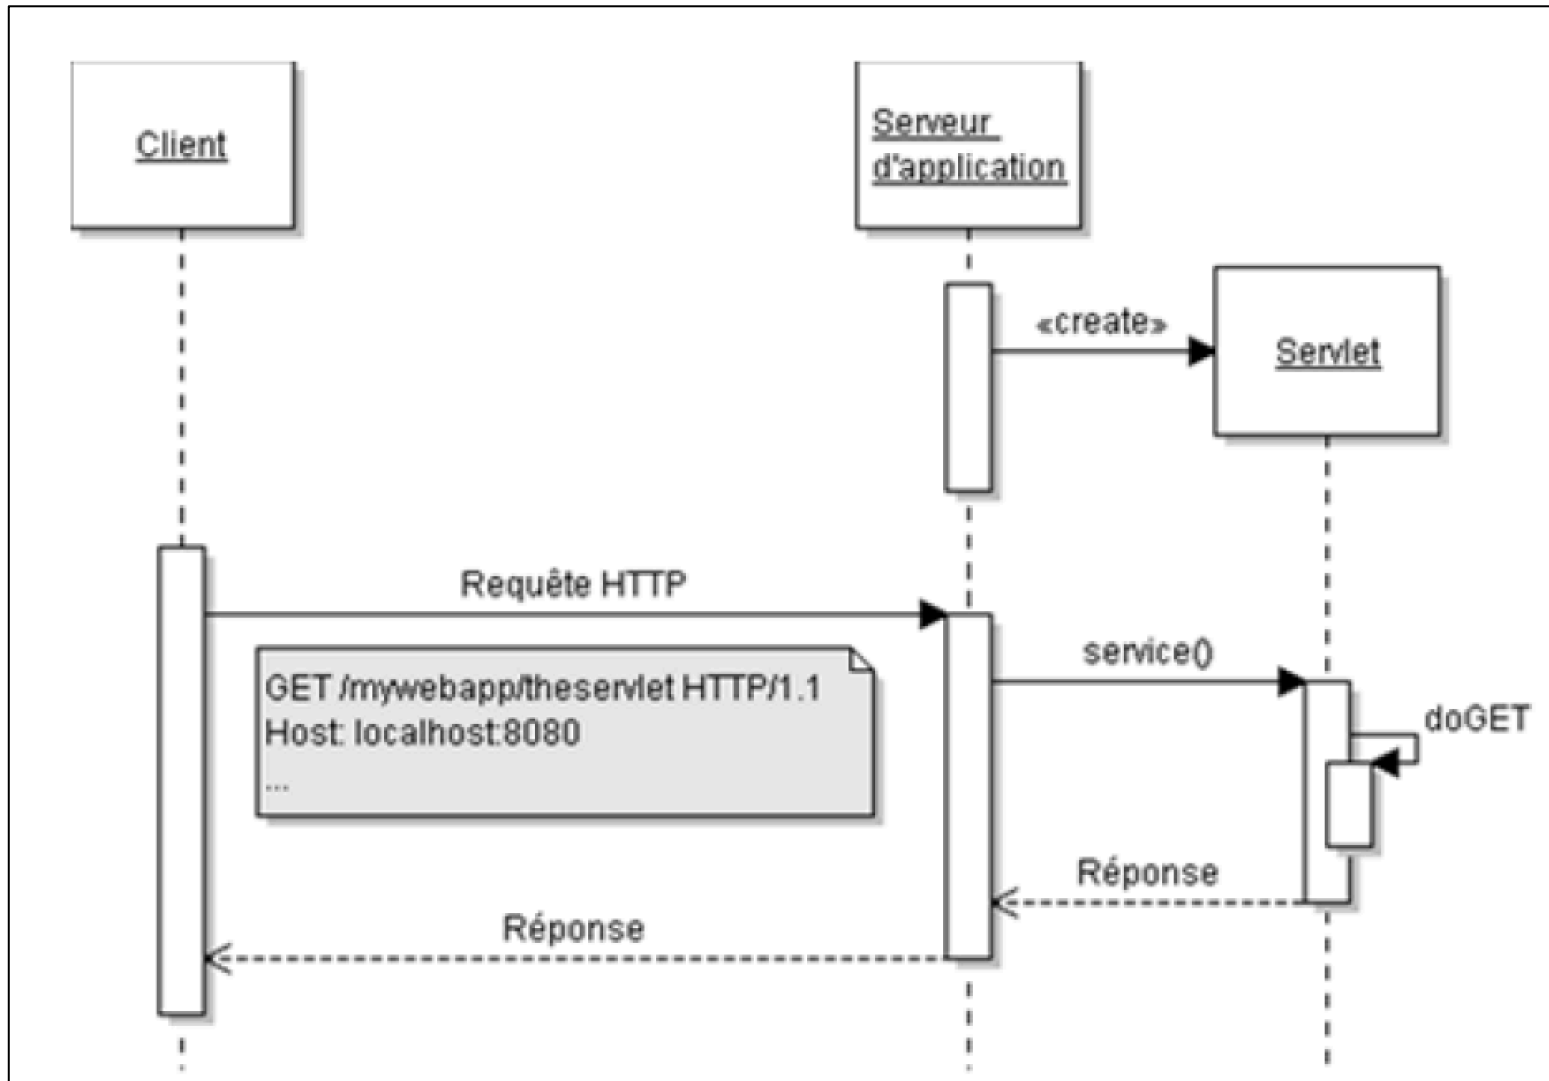 Client
Serveur
d'application
«create»
Servlet
Requête HTTP
GET /mywebapp/theservlet HTTP/1.1
Host: localhost:8080
...
service()
doGET
Réponse
Réponse